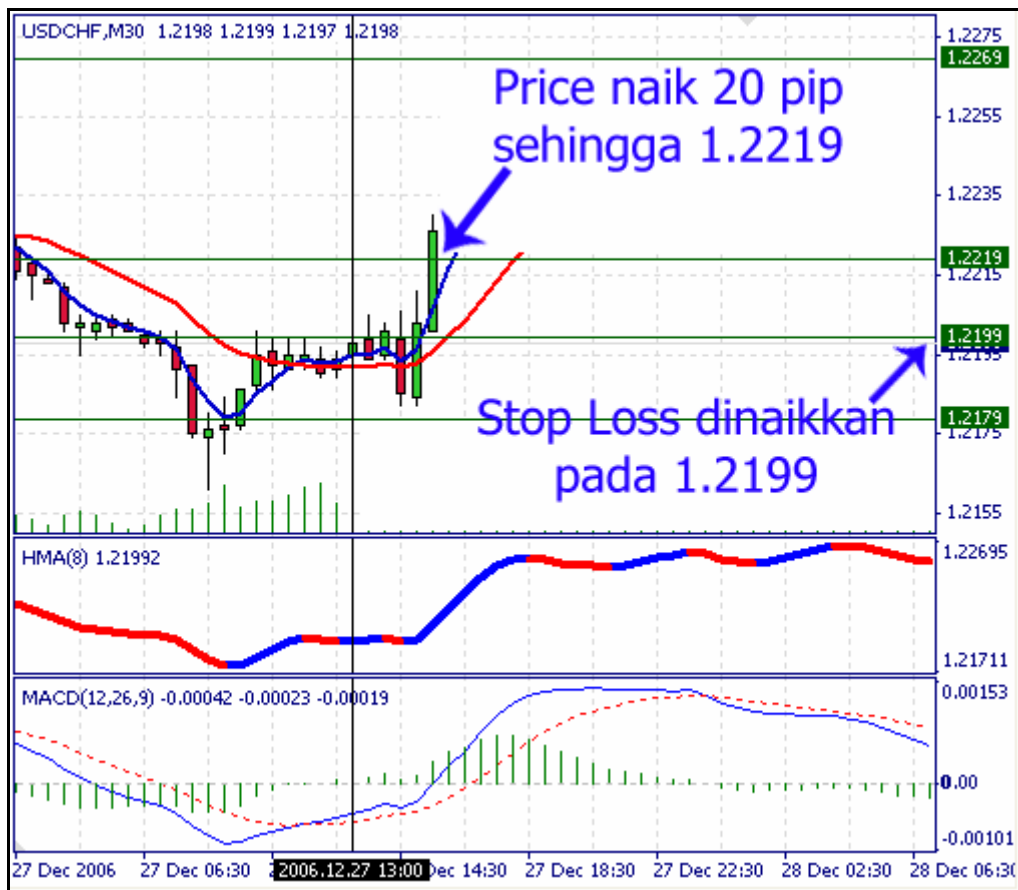 USDCHF,M30 1.2198 1.2199 1.2197 1.2198
1.2275
1.2269
Price naik 20 pip
sehingga 1.2219
1.2255
1.2235
1.2219
1.2215
1.2199
1.2195
Stop Loss dinaikkan
pada 1.2199
1.2179
1.2175
1.2155
HMA(8) 1.21992
1.22695
1.21711
MACD(12,26,9) -0.00042 -0.00023 -0.00019
0.00153
0.00
-0.00101
27 Dec 2006 27 Dec 06:30 2006.12.27 13:00 Dec 14:30 27 Dec 18:30 27 Dec 22:30 28 Dec 02:30 28 Dec 06:30